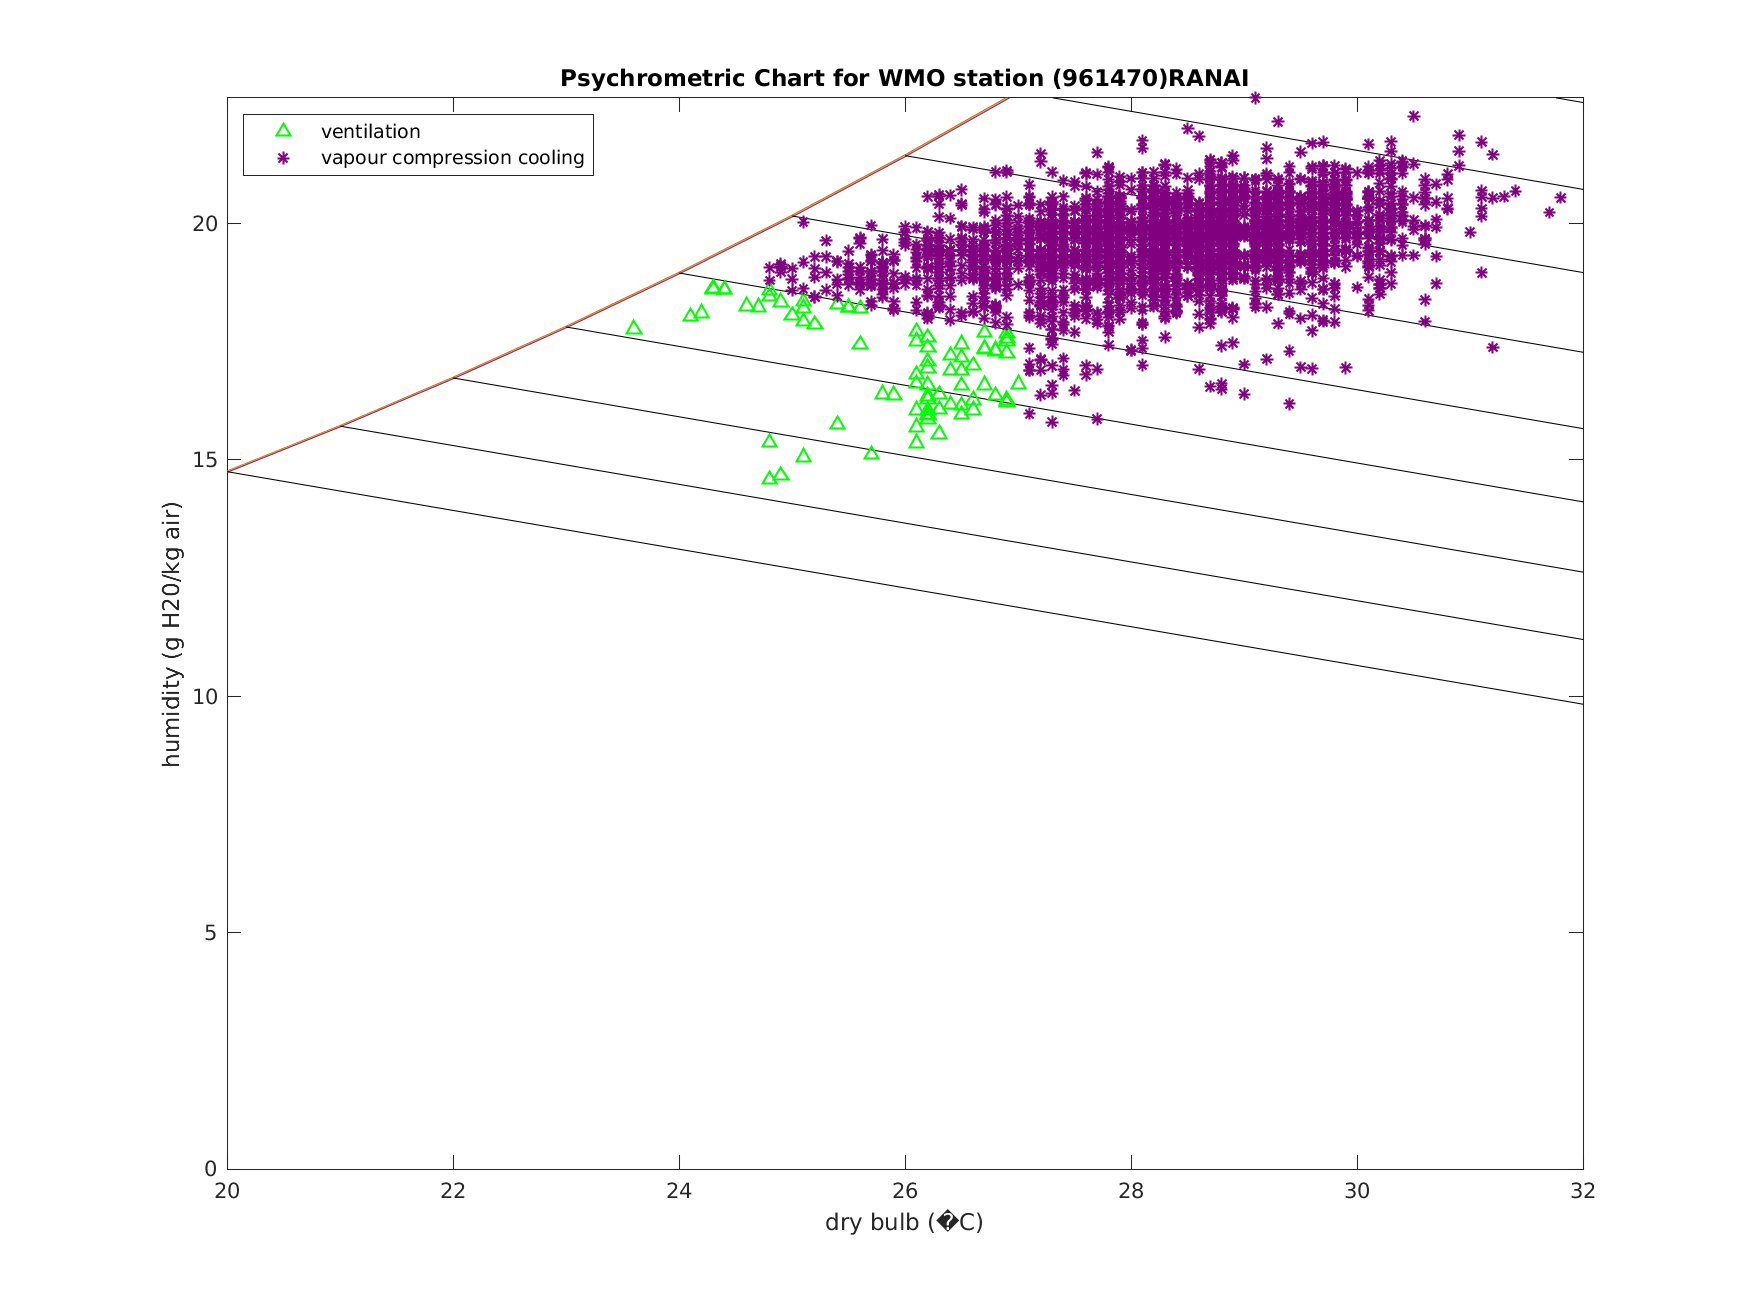 Psychrometric Chart for WMO station (961470)RANAI
ventilation
vapour compression cooling
humidity (g H20/kg air)
20
15
10
5
0
20 22 24 26 28 30 32
dry bulb (�C)